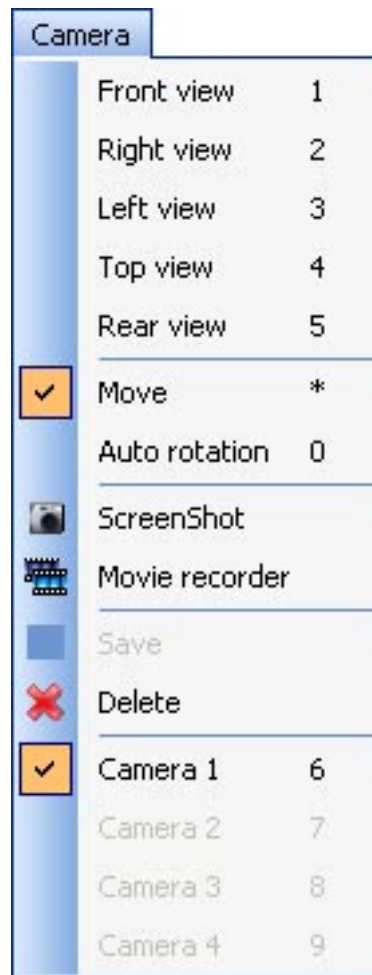 Camera
Front view 1
Right view 2
Left view 3
Top view 4
Rear view 5
Move *
Auto rotation 0
ScreenShot
Movie recorder
Save
Delete
Camera 1 6
Camera 2 7
Camera 3 8
Camera 4 9